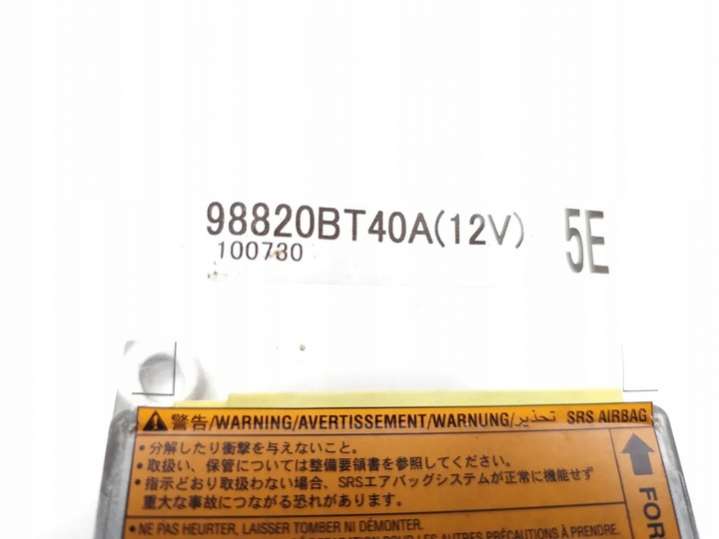 98820BT40A(12V) 5E
100730
警告/WARNING/AVERTISSEMENT/WARNUNG/تحذير SRS AIRBAG
・分解したり衝撃を与えないこと。
・取扱い、保管については整備要領書を参照してください。
・指示どおり取扱わない場合、SRSエアバッグシステムが正常に機能せず
重大な事故につながる恐れがあります。
・NE PAS HEURTER, LAISSER TOMBER NI DÉMONTER.
POUR LES AUTRES PRÉCAUTIONS À PRENDRE,
FOR